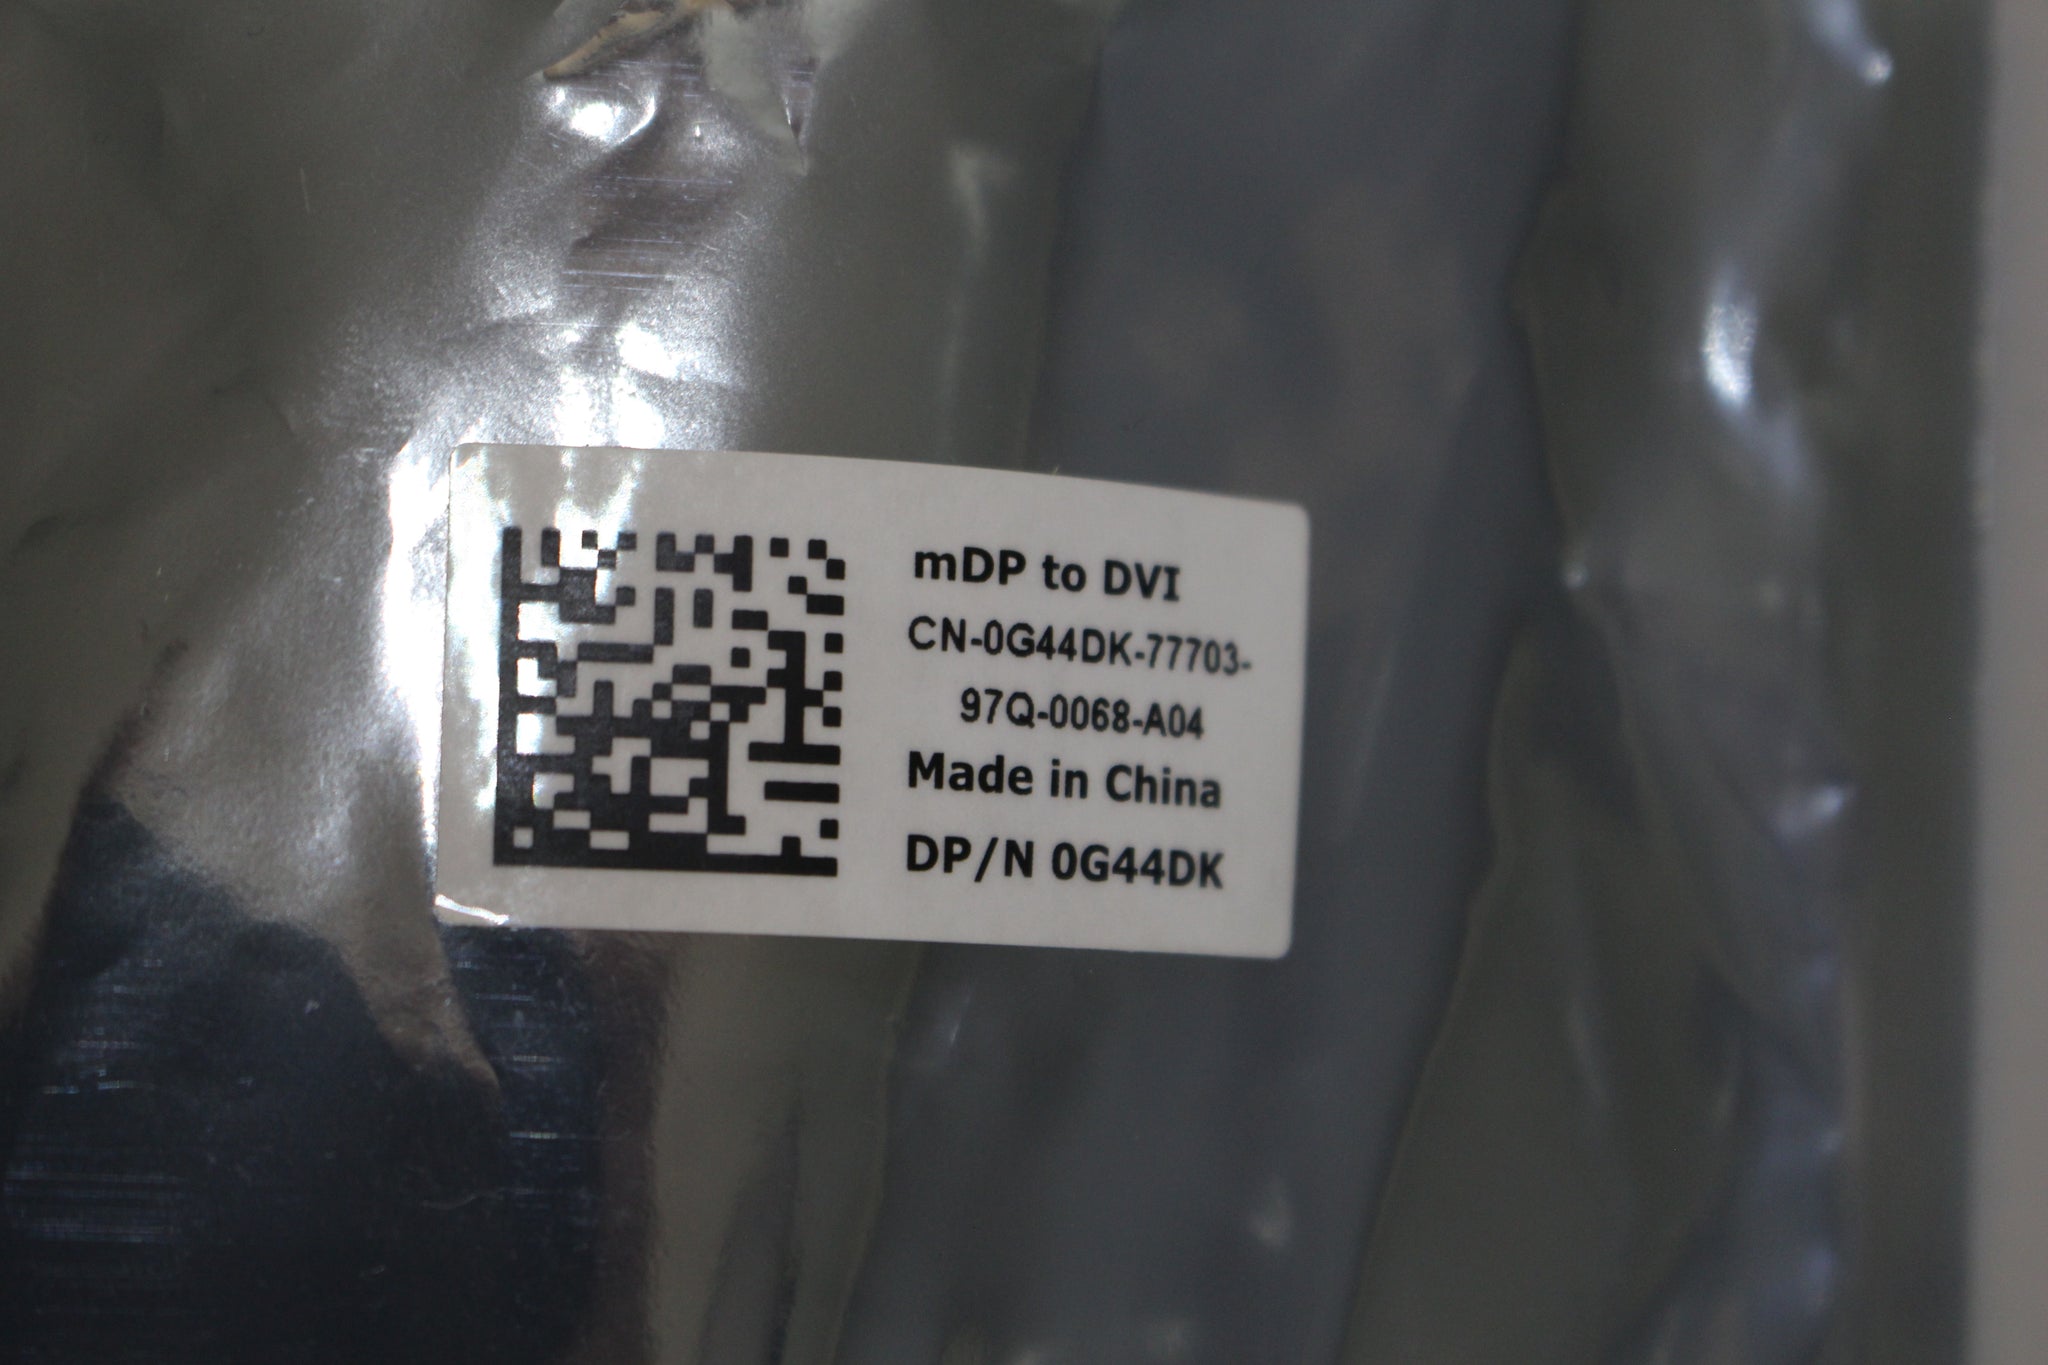 mDP to DVI
CN-0G44DK-77703-
97Q-0068-A04
Made in China
DP/N 0G44DK